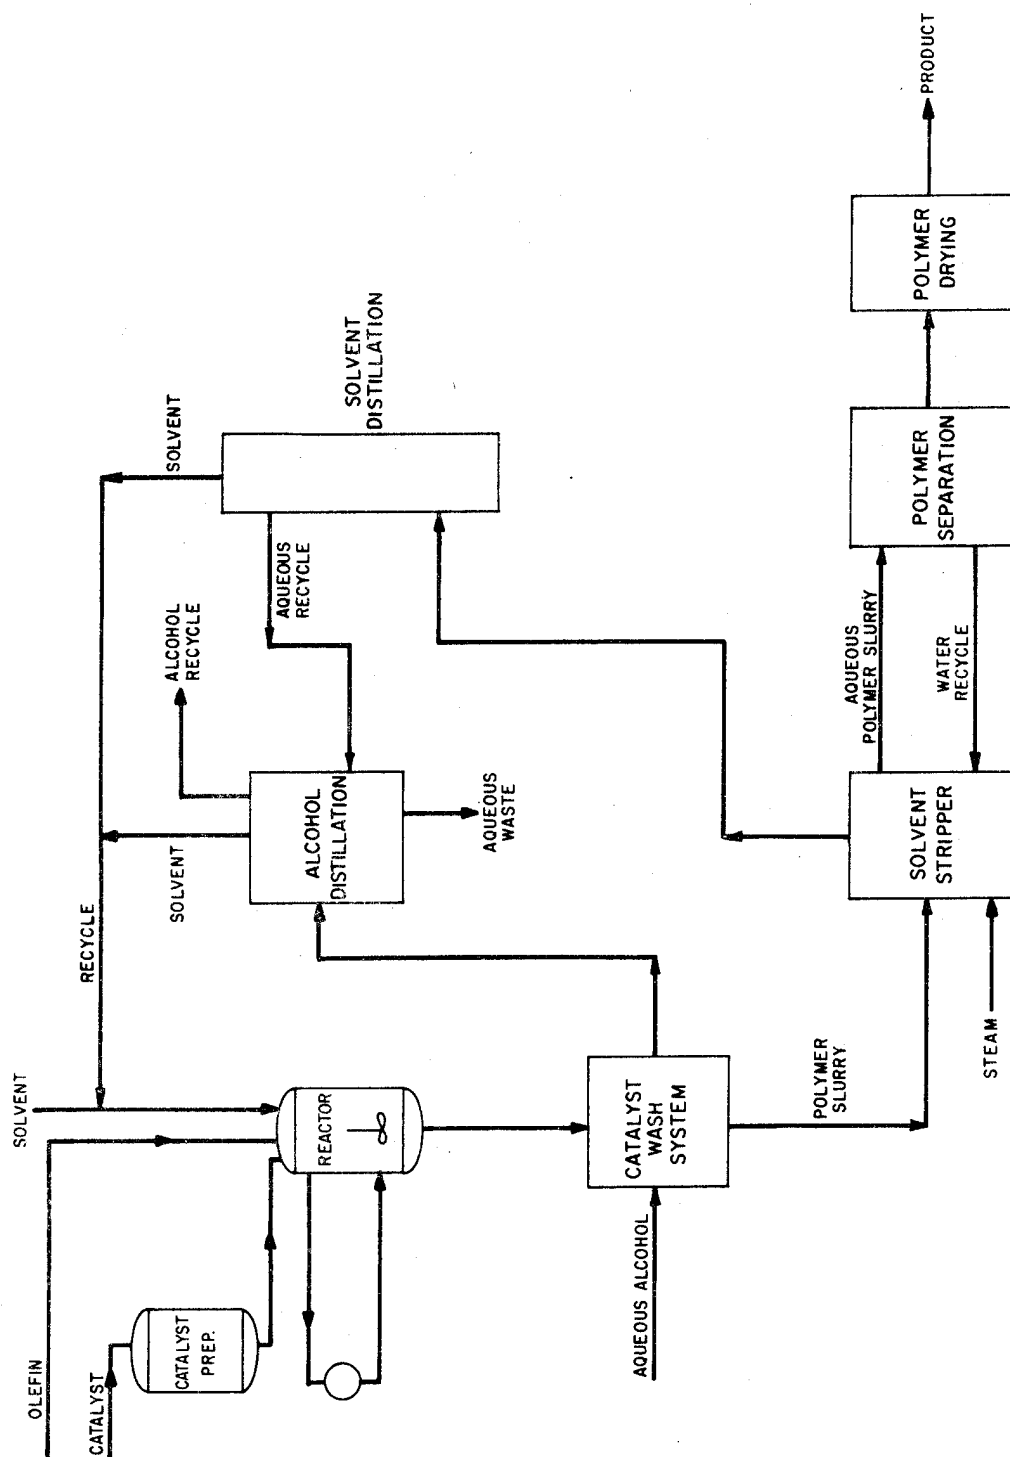 OLEFIN
CATALYST
CATALYST
PREP.
SOLVENT
RECYCLE
REACTOR
SOLVENT
ALCOHOL
RECYCLE
ALCOHOL
DISTILLATION
AQUEOUS
WASTE
AQUEOUS
RECYCLE
SOLVENT
SOLVENT
DISTILLATION
AQUEOUS ALCOHOL
CATALYST
WASH
SYSTEM
POLYMER
SLURRY
STEAM
SOLVENT
STRIPPER
AQUEOUS
POLYMER SLURRY
WATER
RECYCLE
POLYMER
SEPARATION
POLYMER
DRYING
PRODUCT